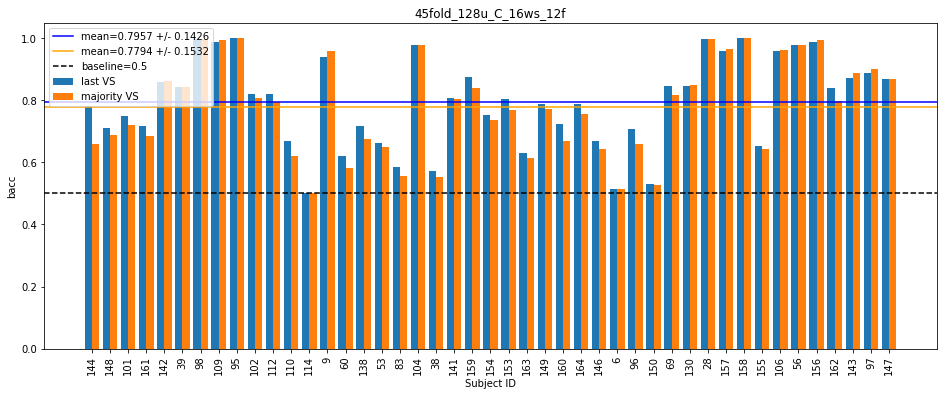 45fold_128u_C_16ws_12f
mean=0.7957 +/- 0.1426
mean=0.7794 +/- 0.1532
baseline=0.5
last VS
majority VS
bacc
1.0
0.8
0.6
0.4
0.2
0.0
144 148 101 161 142 39 98 109 95 102 112 110 114 9 60 138 53 83 104 38 141 159 154 153 163 149 160 164 146 6 96 150 69 130 28 157 158 155 106 56 156 162 143 97 147
Subject ID